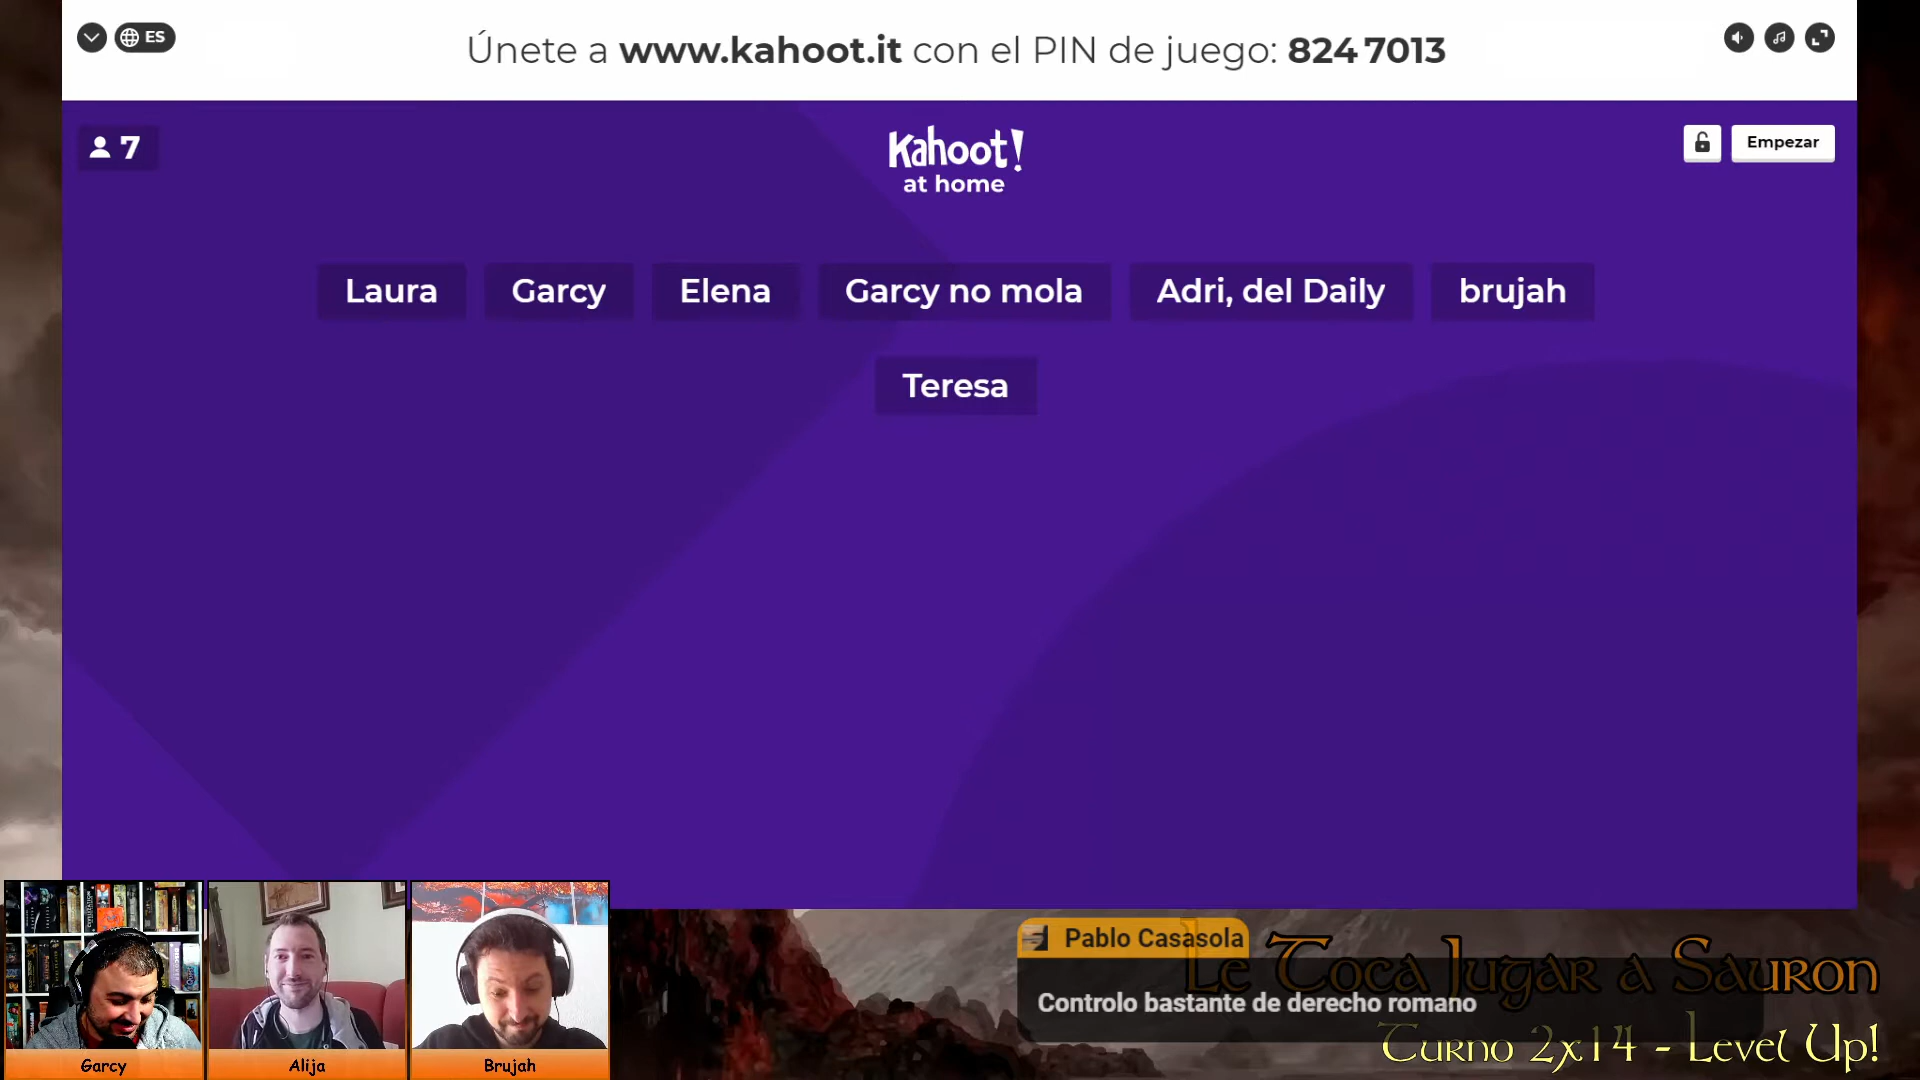 ES
Únete a www.kahoot.it con el PIN de juego: 824 7013
7
Kahoot!
at home
Empezar
Laura
Garcy
Elena
Garcy no mola
Adri, del Daily
brujah
Teresa
Pablo Casasola
Controlo bastante de derecho romano
Le Toca Jugar a Sauron
Turno 2x14 - Level Up!
Garcy
Alija
Brujah